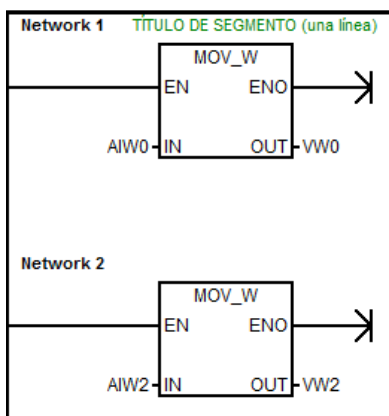 Network 1 TÍTULO DE SEGMENTO (una línea)
MOV_W
EN ENO
AIW0 IN OUT VW0
Network 2
MOV_W
EN ENO
AIW2 IN OUT VW2